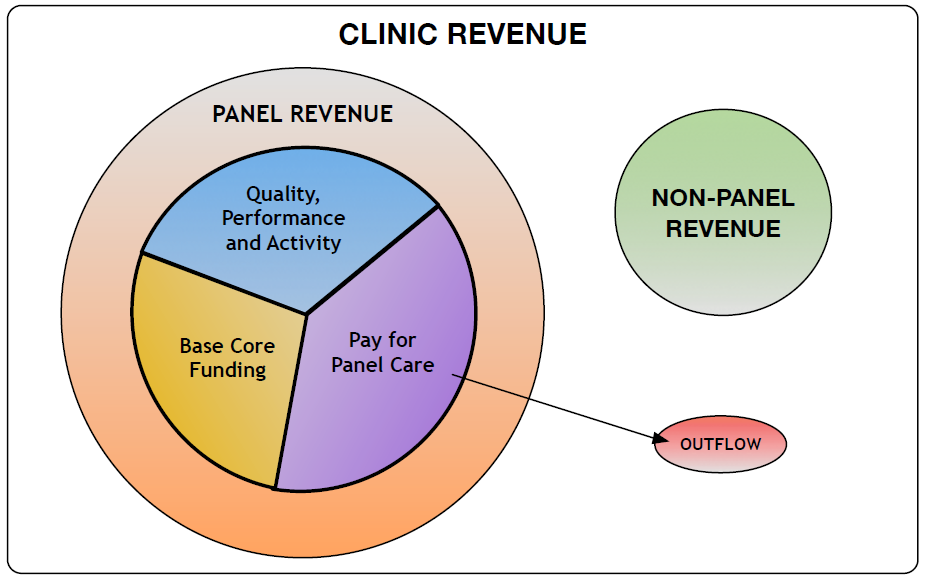 CLINIC REVENUE
PANEL REVENUE
Quality,
Performance
and Activity
Base Core
Funding
Pay for
Panel Care
NON-PANEL
REVENUE
OUTFLOW